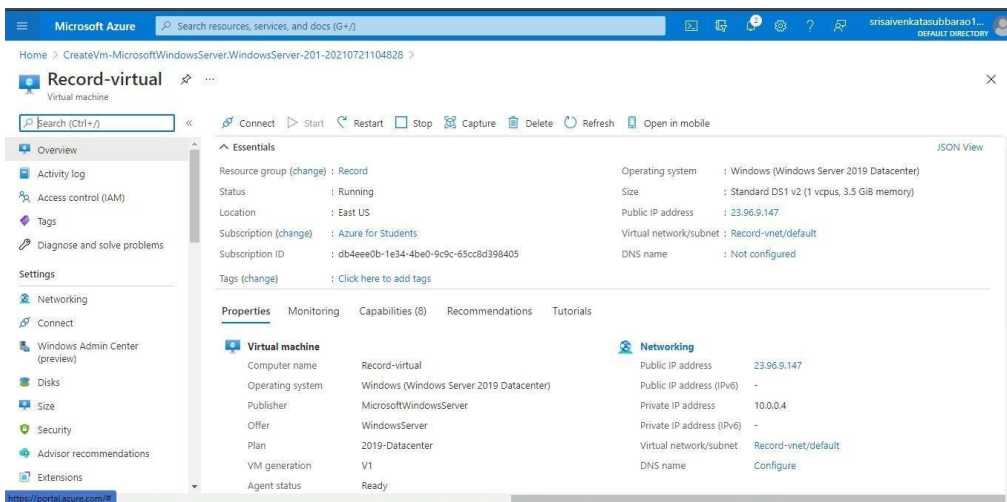 Microsoft Azure
Search resources, services, and docs (G+/)
srisaivenkatasubbarao1...
DEFAULT DIRECTORY
Home > CreateVm-MicrosoftWindowsServer.WindowsServer-201-20210721104828 >
Record-virtual
Virtual machine
Search (Ctrl+/)
Overview
Activity log
Access control (IAM)
Tags
Diagnose and solve problems
Settings
Networking
Connect
Windows Admin Center
(preview)
Disks
Size
Security
Advisor recommendations
Extensions
https://portal.azure.com/#
Connect Start Restart Stop Capture Delete Refresh Open in mobile
Essentials JSON View
Resource group (change) : Record
Status : Running
Location : East US
Subscription (change) : Azure for Students
Subscription ID : db4eee0b-1e34-4be0-9c9c-65cc8d398405
Tags (change) : Click here to add tags
Operating system : Windows (Windows Server 2019 Datacenter)
Size : Standard DS1 v2 (1 vcpus, 3.5 GiB memory)
Public IP address : 23.96.9.147
Virtual network/subnet : Record-vnet/default
DNS name : Not configured
Properties Monitoring Capabilities (8) Recommendations Tutorials
Virtual machine
Computer name Record-virtual
Operating system Windows (Windows Server 2019 Datacenter)
Publisher MicrosoftWindowsServer
Offer WindowsServer
Plan 2019-Datacenter
VM generation V1
Agent status Ready
Networking
Public IP address 23.96.9.147
Public IP address (IPv6) -
Private IP address 10.0.0.4
Private IP address (IPv6) -
Virtual network/subnet Record-vnet/default
DNS name Configure